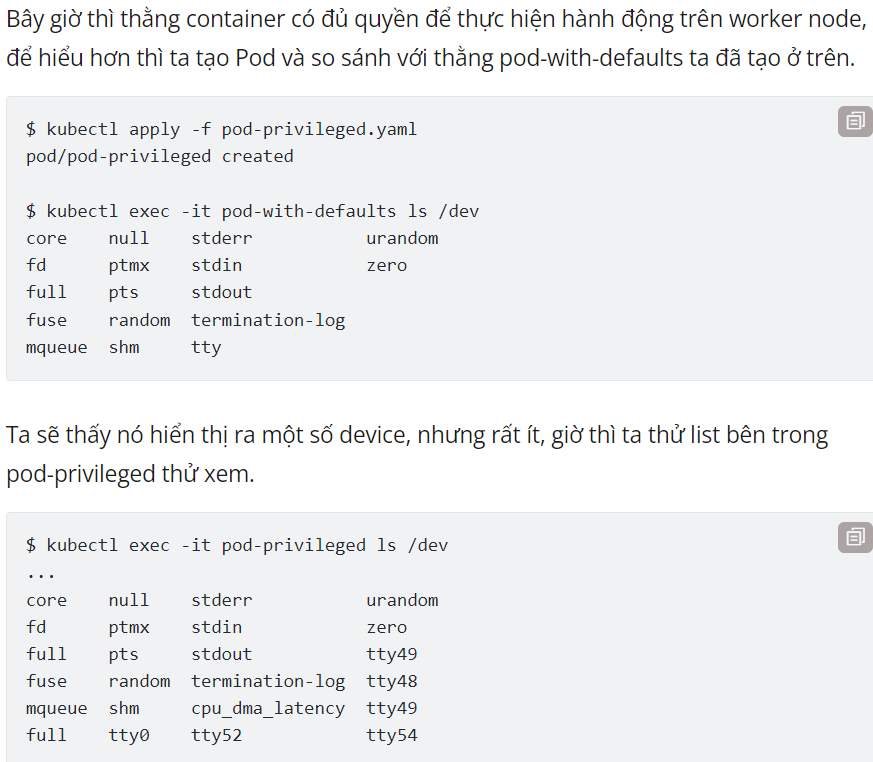 Bây giờ thì thằng container có đủ quyền để thực hiện hành động trên worker node,
để hiểu hơn thì ta tạo Pod và so sánh với thằng pod-with-defaults ta đã tạo ở trên.
$ kubectl apply -f pod-privileged.yaml
pod/pod-privileged created
$ kubectl exec -it pod-with-defaults ls /dev
core    null    stderr           urandom
fd      ptmx    stdin            zero
full    pts     stdout
fuse    random  termination-log
mqueue  shm     tty
Ta sẽ thấy nó hiển thị ra một số device, nhưng rất ít, giờ thì ta thử list bên trong
pod-privileged thử xem.
$ kubectl exec -it pod-privileged ls /dev
...
core    null    stderr           urandom
fd      ptmx    stdin            zero
full    pts     stdout           tty49
fuse    random  termination-log  tty48
mqueue  shm     cpu_dma_latency  tty49
full    tty0    tty52            tty54